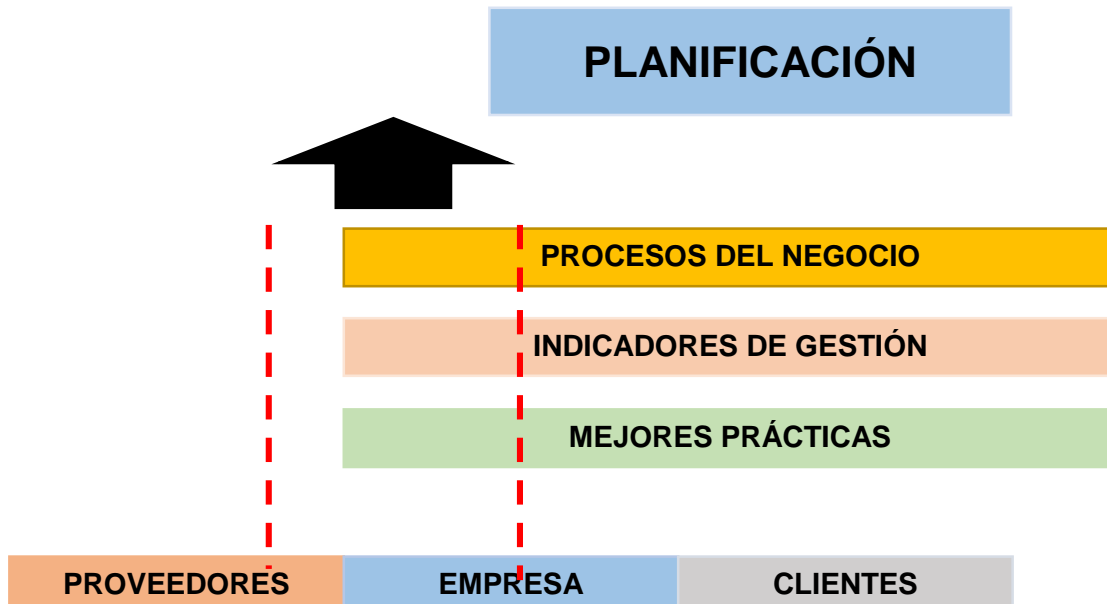 PLANIFICACIÓN
PROCESOS DEL NEGOCIO
INDICADORES DE GESTIÓN
MEJORES PRÁCTICAS
PROVEEDORES EMPRESA CLIENTES